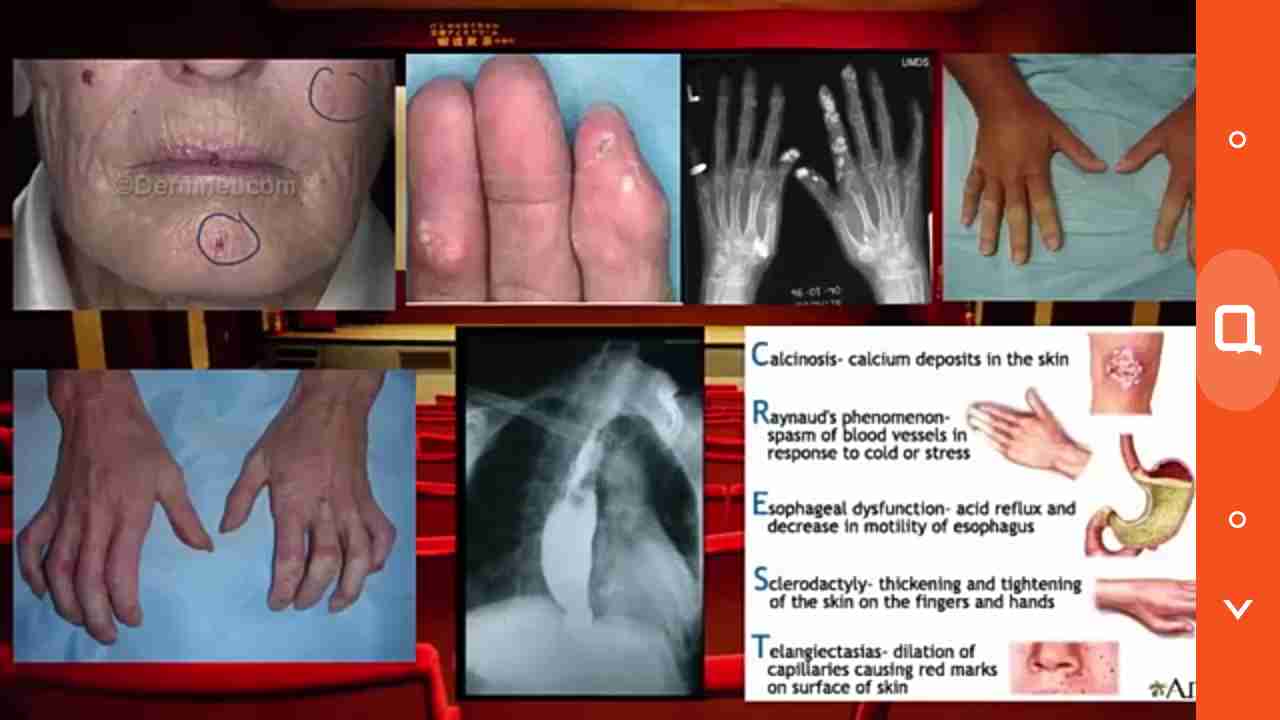 ©Dermnet.com
UMDS
L
Calcinosis- calcium deposits in the skin
Raynaud's phenomenon-
spasm of blood vessels in
response to cold or stress
Esophageal dysfunction- acid reflux and
decrease in motility of esophagus
Sclerodactyly- thickening and tightening
of the skin on the fingers and hands
Telangiectasias- dilation of
capillaries causing red marks
on surface of skin